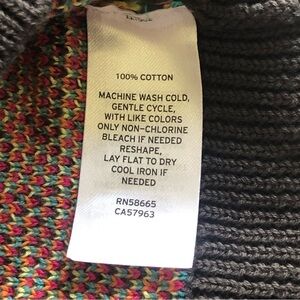 100% COTTON
MACHINE WASH COLD,
GENTLE CYCLE,
WITH LIKE COLORS
ONLY NON-CHLORINE
BLEACH IF NEEDED
RESHAPE,
LAY FLAT TO DRY
COOL IRON IF
NEEDED
RN58665
CA57963